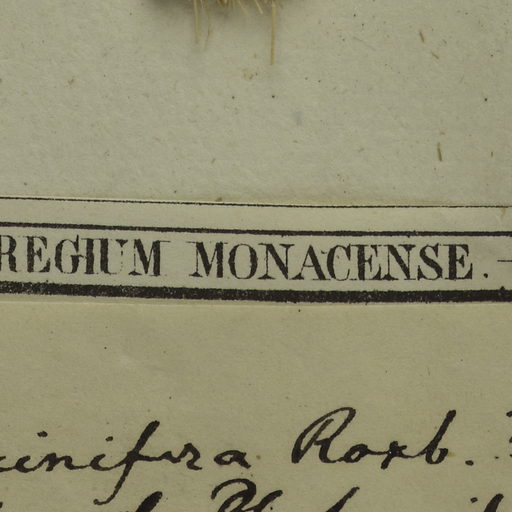 REGIUM MONACENSE. —
cinifera Roxb.